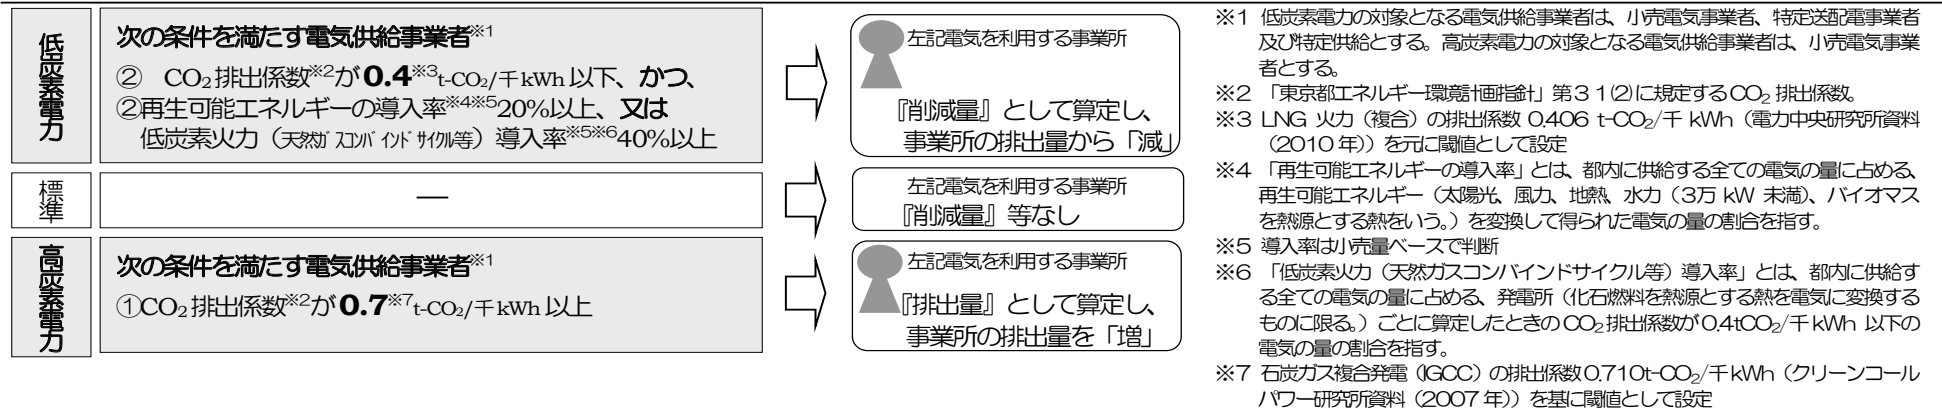 低炭素電力
次の条件を満たす電気供給事業者※1
②　CO₂排出係数※2が0.4※3t-CO₂/千kWh以下、かつ、
②再生可能エネルギーの導入率※4※520%以上、又は
低炭素火力（天然ガスコンバインドサイクル等）導入率※5※640%以上
左記電気を利用する事業所
『削減量』として算定し、
事業所の排出量から「減」
標準
―
左記電気を利用する事業所
『削減量』等なし
高炭素電力
次の条件を満たす電気供給事業者※1
①CO₂排出係数※2が0.7※7t-CO₂/千kWh以上
左記電気を利用する事業所
『排出量』として算定し、
事業所の排出量を「増」
※1 低炭素電力の対象となる電気供給事業者は、小売電気事業者、特定送配電事業者
及び特定供給とする。高炭素電力の対象となる電気供給事業者は、小売電気事業
者とする。
※2 「東京都エネルギー環境計画指針」第３１(2)に規定するCO₂排出係数。
※3 LNG 火力（複合）の排出係数 0.406 t-CO₂/千 kWh（電力中央研究所資料
（2010年））を元に閾値として設定
※4 「再生可能エネルギーの導入率」とは、都内に供給する全ての電気の量に占める、
再生可能エネルギー（太陽光、風力、地熱、水力（3万 kW 未満）、バイオマス
を熱源とする熱をいう。）を変換して得られた電気の量の割合を指す。
※5 導入率は小売量ベースで判断
※6 「低炭素火力（天然ガスコンバインドサイクル等）導入率」とは、都内に供給す
る全ての電気の量に占める、発電所（化石燃料を熱源とする熱を電気に変換する
ものに限る。）ごとに算定したときのCO₂排出係数が0.4tCO₂/千kWh 以下の
電気の量の割合を指す。
※7 石炭ガス複合発電（IGCC）の排出係数0.710t-CO₂/千kWh（クリーンコール
パワー研究所資料（2007年））を基に閾値として設定